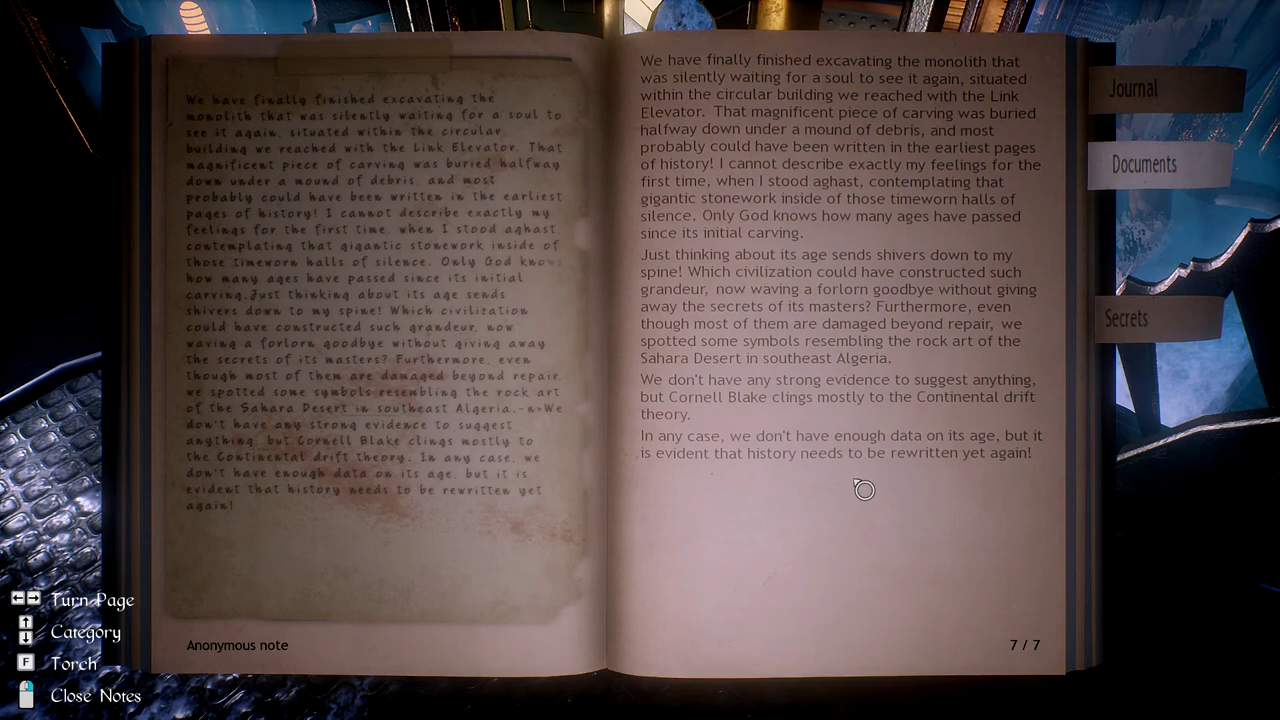 We have finally finished excavating the
monolith that was silently waiting for a soul to
see it again, situated within the circular
building we reached with the Link Elevator. That
magnificent piece of carving was buried halfway
down under a mound of debris, and most
probably could have been written in the earliest
pages of history! I cannot describe exactly my
feelings for the first time, when I stood aghast,
contemplating that gigantic stonework inside of
those timeworn halls of silence. Only God knows
how many ages have passed since its initial
carving.Just thinking about its age sends
shivers down to my spine! Which civilization
could have constructed such grandeur, now
waving a forlorn goodbye without giving away
the secrets of its masters? Furthermore, even
though most of them are damaged beyond repair,
we spotted some symbols resembling the rock art
of the Sahara Desert in southeast Algeria.-n>We
don't have any strong evidence to suggest
anything, but Cornell Blake clings mostly to
the Continental drift theory. In any case, we
don't have enough data on its age, but it is
evident that history needs to be rewritten yet
again!
Anonymous note
We have finally finished excavating the monolith that
was silently waiting for a soul to see it again, situated
within the circular building we reached with the Link
Elevator.  That magnificent piece of carving was buried
halfway down under a mound of debris, and most
probably could have been written in the earliest pages
of history! I cannot describe exactly my feelings for the
first time, when I stood aghast, contemplating that
gigantic stonework inside of those timeworn halls of
silence. Only God knows how many ages have passed
since its initial carving.
Just thinking about its age sends shivers down to my
spine! Which civilization could have constructed such
grandeur, now waving a forlorn goodbye without giving
away the secrets of its masters? Furthermore, even
though most of them are damaged beyond repair, we
spotted some symbols resembling the rock art of the
Sahara Desert in southeast Algeria.
We don't have any strong evidence to suggest anything,
but Cornell Blake clings mostly to the Continental drift
theory.
In any case, we don't have enough data on its age, but it
is evident that history needs to be rewritten yet again!
7 / 7
Journal
Documents
Secrets
Turn Page
Category
F Torch
Close Notes